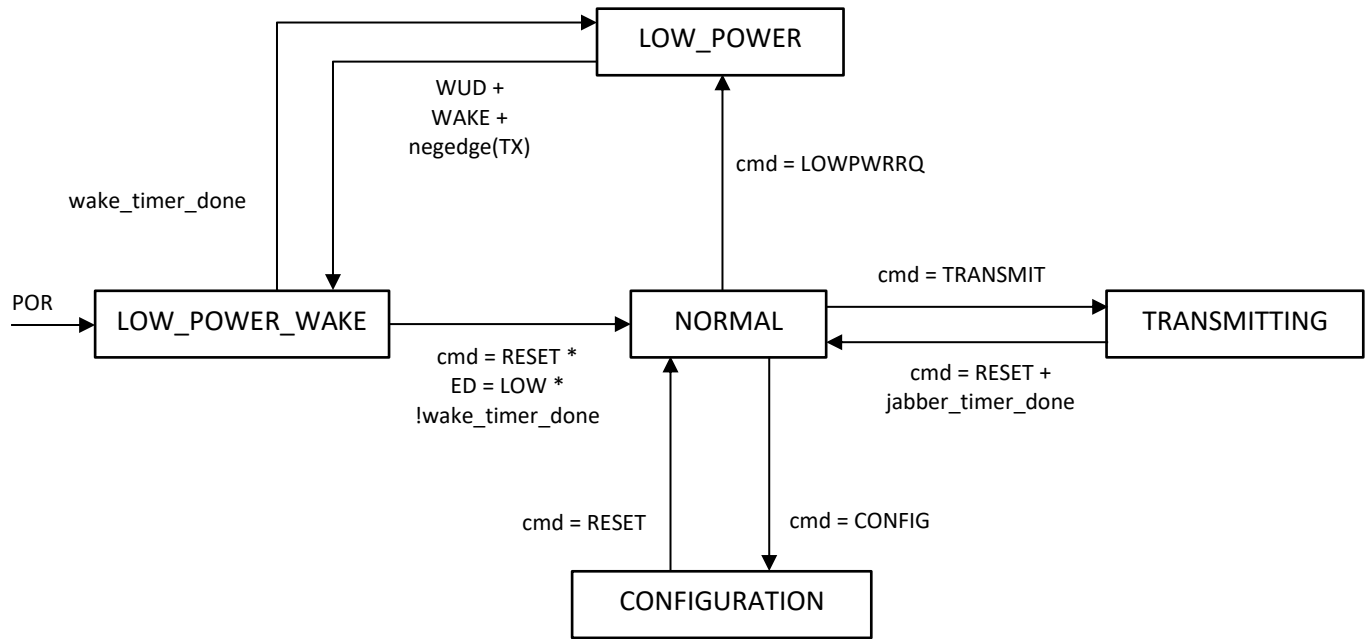 LOW_POWER
WUD +
WAKE +
negedge(TX)
cmd = LOWPWRRQ
wake_timer_done
cmd = TRANSMIT
POR
LOW_POWER_WAKE
NORMAL
TRANSMITTING
cmd = RESET *
ED = LOW *
!wake_timer_done
cmd = RESET +
jabber_timer_done
cmd = RESET
cmd = CONFIG
CONFIGURATION